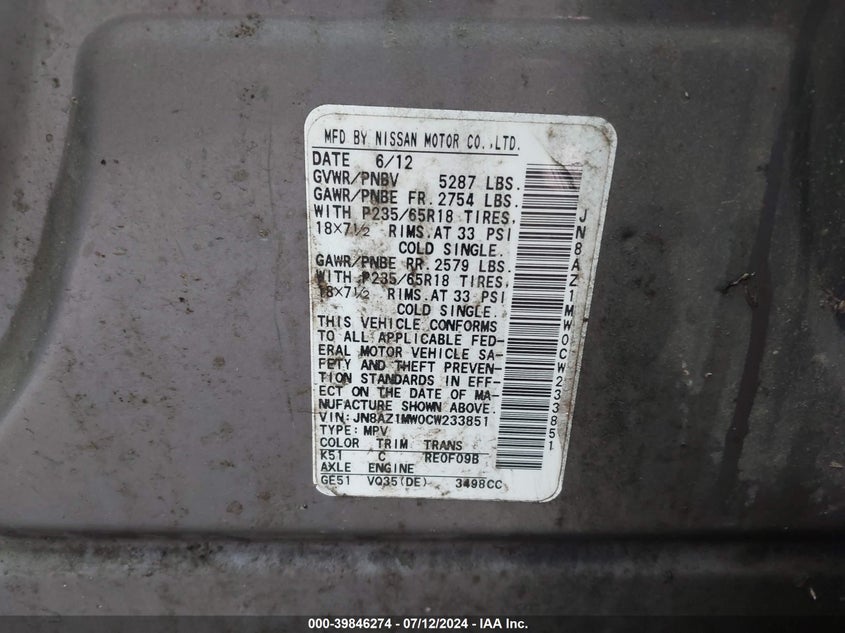 MFD BY NISSAN MOTOR CO.,LTD.
DATE 6/12
GVWR/PNBV 5287 LBS.
GAWR/PNBE FR. 2754 LBS.
WITH P235/65R18 TIRES,
18×7½ RIMS.AT 33 PSI
COLD SINGLE.
GAWR/PNBE RR. 2579 LBS.
WITH P235/65R18 TIRES,
18×7½ RIMS.AT 33 PSI
COLD SINGLE.
THIS VEHICLE CONFORMS
TO ALL APPLICABLE FED-
ERAL MOTOR VEHICLE SA-
FETY AND THEFT PREVEN-
TION STANDARDS IN EFF-
ECT ON THE DATE OF MA-
NUFACTURE SHOWN ABOVE.
VIN: JN8AZ1MW0CW233851
TYPE: MPV
COLOR TRIM TRANS
K51 C RE0F09B
AXLE ENGINE
GE51 VQ35(DE) 3498CC
JN8AZ1MW0CW233851
000-39846274 - 07/12/2024 - IAA Inc.